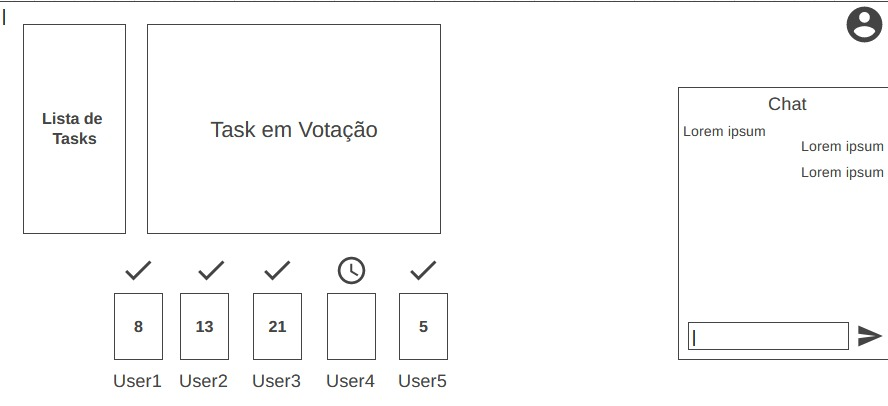 Lista de
Tasks
Task em Votação
8
13
21
5
User1
User2
User3
User4
User5
Chat
Lorem ipsum
Lorem ipsum
Lorem ipsum